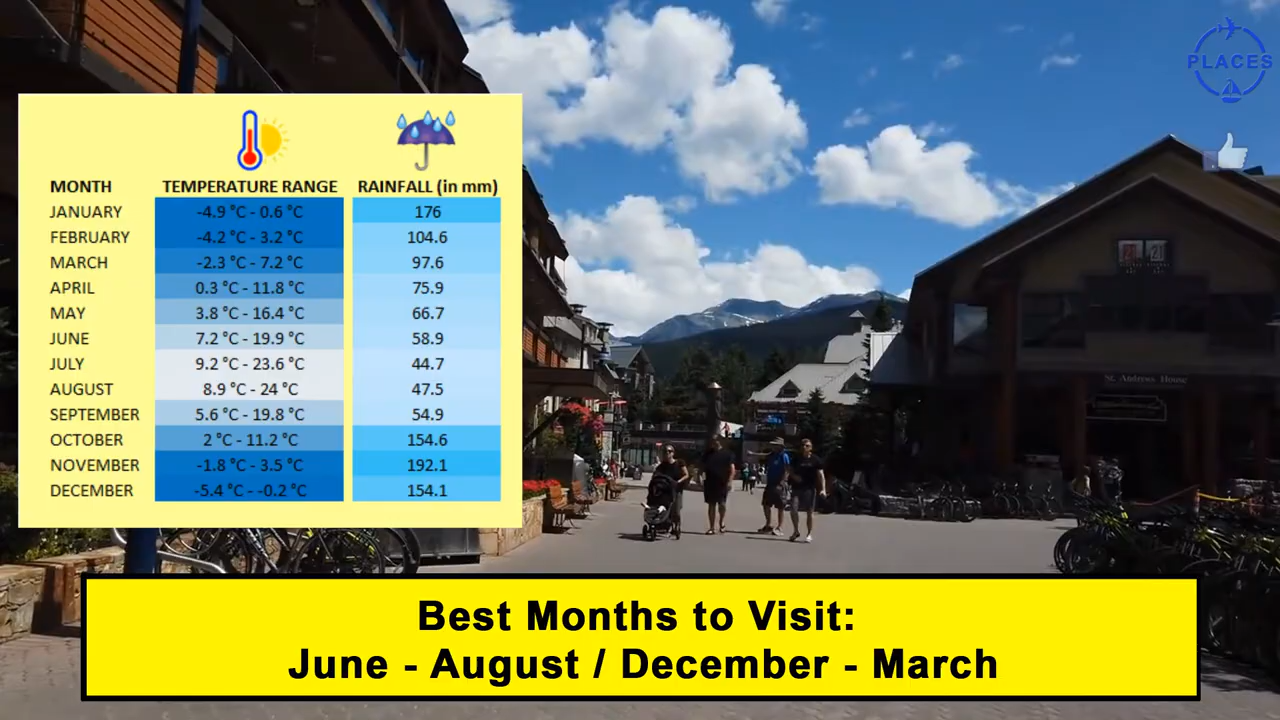 PLACES
MONTH TEMPERATURE RANGE RAINFALL (in mm)
JANUARY -4.9 °C - 0.6 °C 176
FEBRUARY -4.2 °C - 3.2 °C 104.6
MARCH -2.3 °C - 7.2 °C 97.6
APRIL 0.3 °C - 11.8 °C 75.9
MAY 3.8 °C - 16.4 °C 66.7
JUNE 7.2 °C - 19.9 °C 58.9
JULY 9.2 °C - 23.6 °C 44.7
AUGUST 8.9 °C - 24 °C 47.5
SEPTEMBER 5.6 °C - 19.8 °C 54.9
OCTOBER 2 °C - 11.2 °C 154.6
NOVEMBER -1.8 °C - 3.5 °C 192.1
DECEMBER -5.4 °C - -0.2 °C 154.1
St. Andrews House
Best Months to Visit:
June - August / December - March